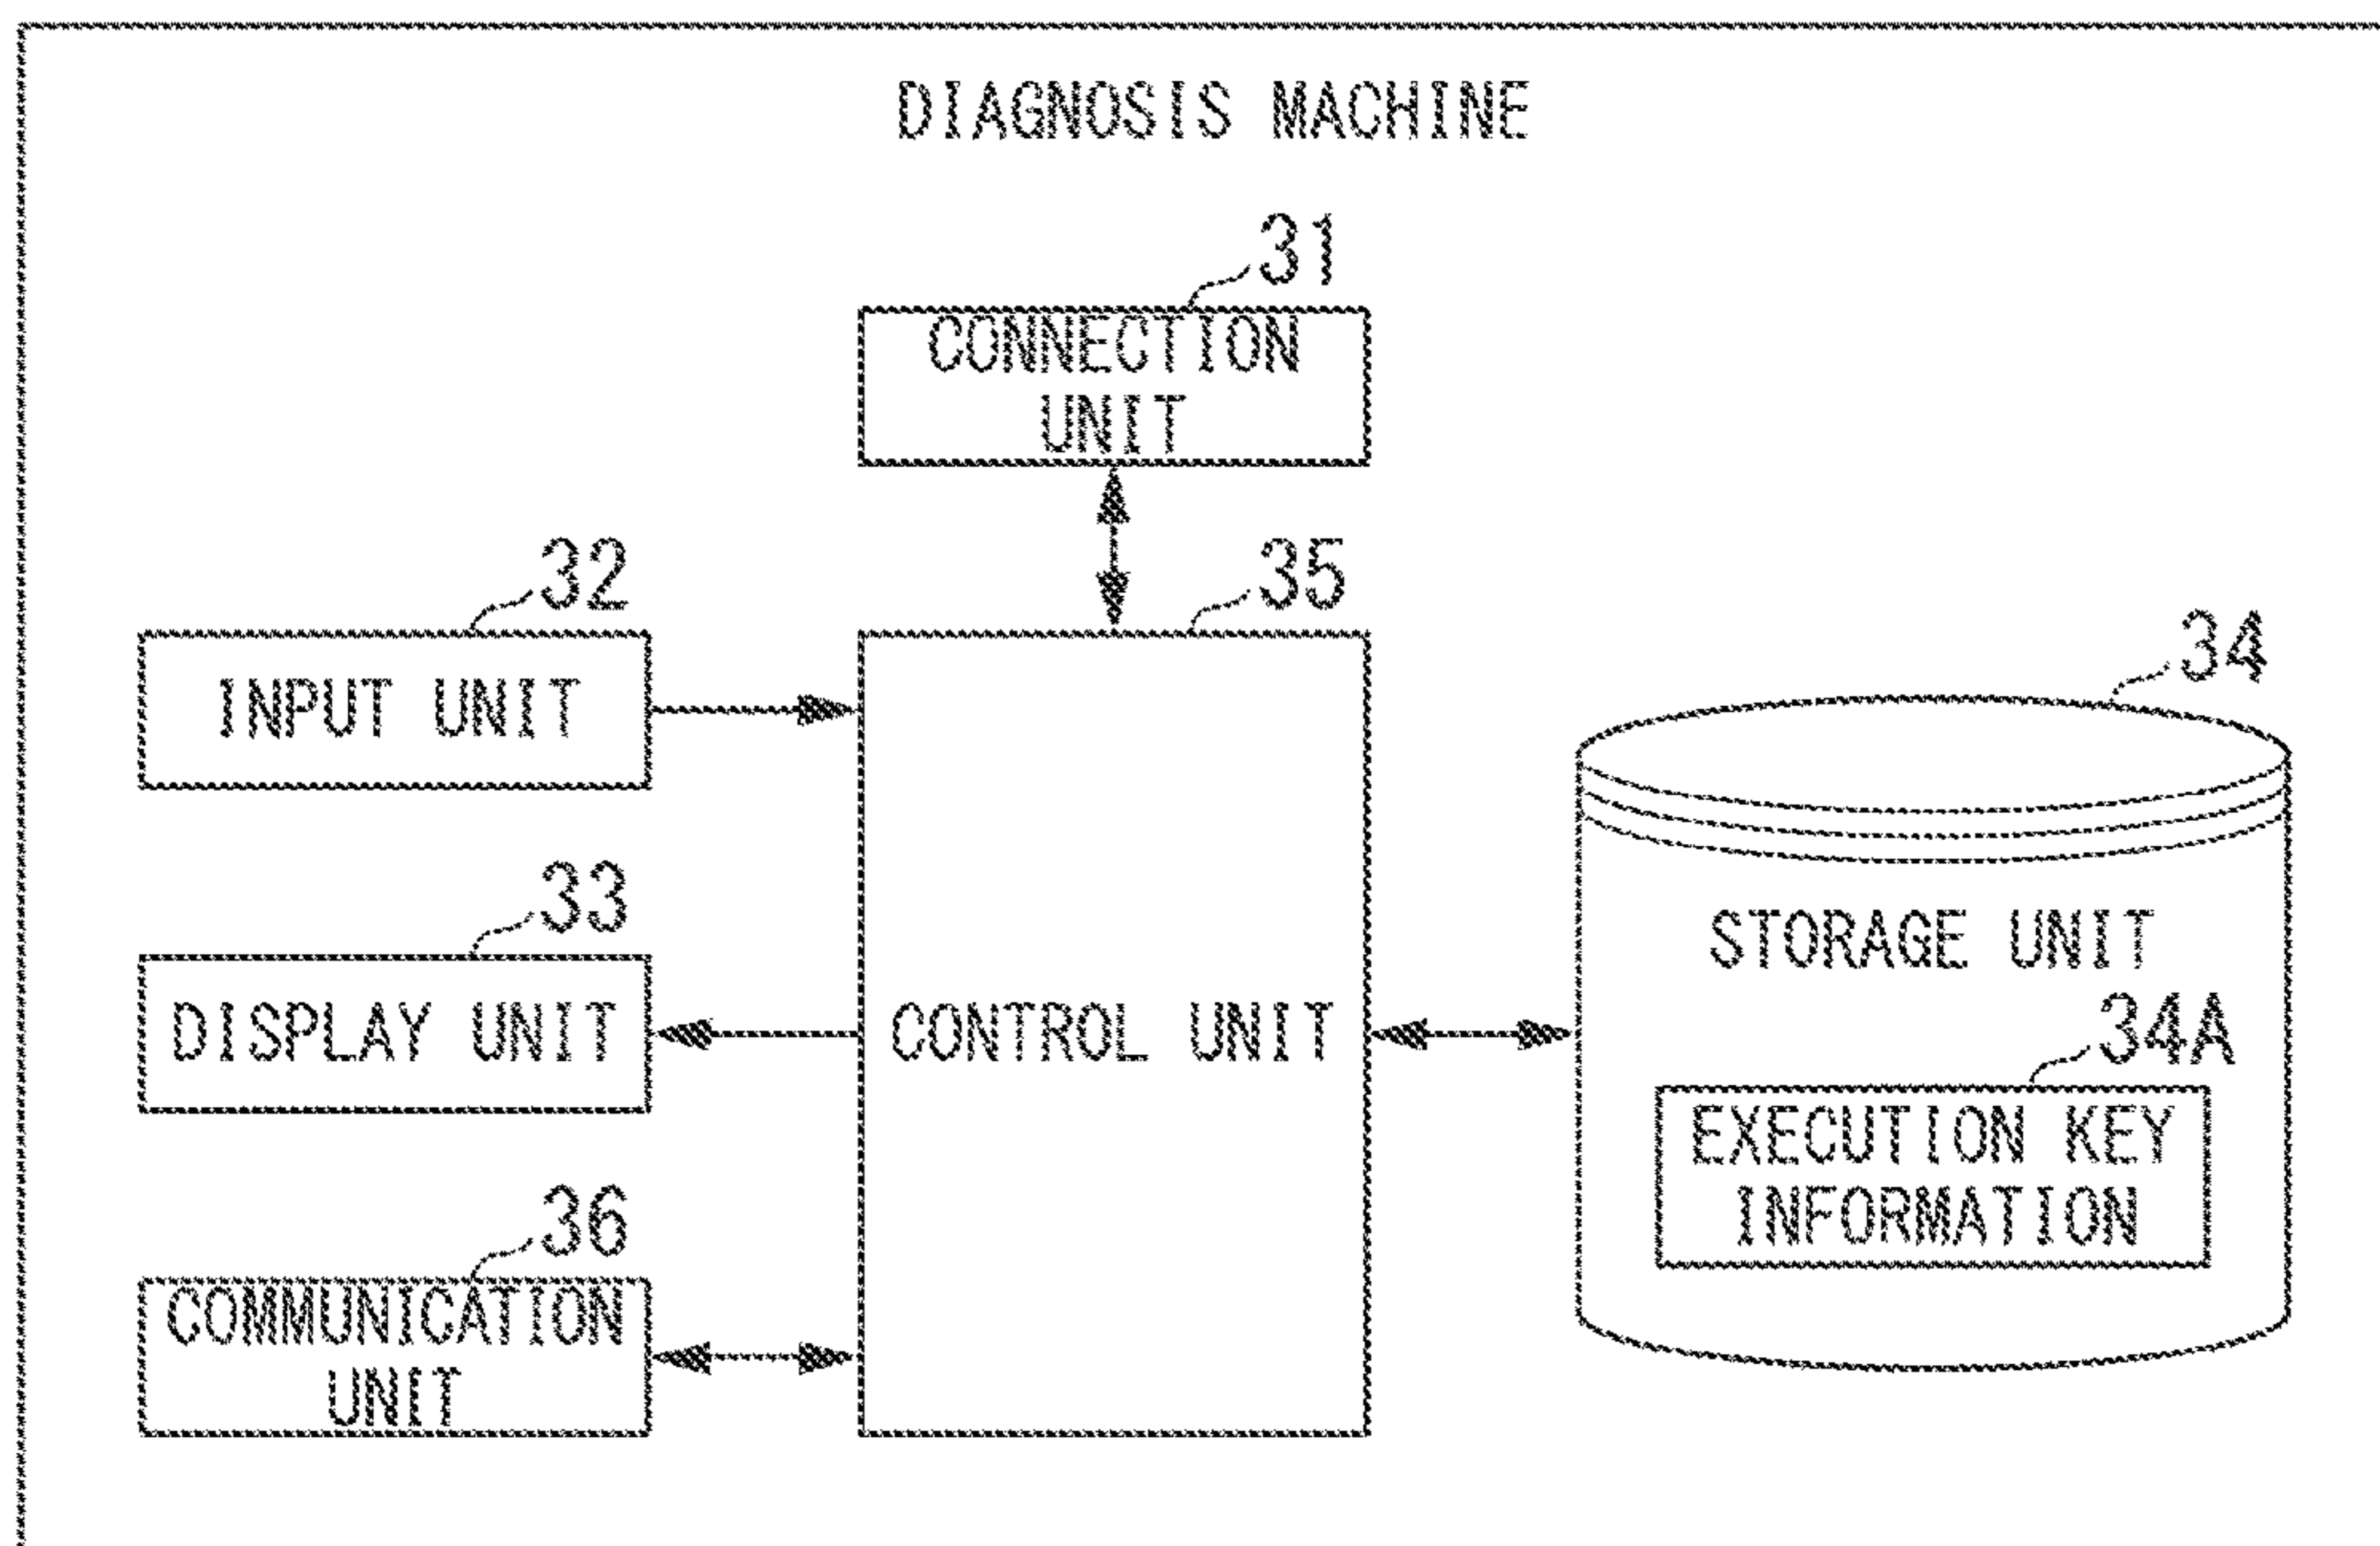 DIAGNOSIS MACHINE
31
CONNECTION
UNIT
32
35
34
INPUT UNIT
33
STORAGE UNIT
DISPLAY UNIT
CONTROL UNIT
34A
EXECUTION KEY
INFORMATION
36
COMMUNICATION
UNIT